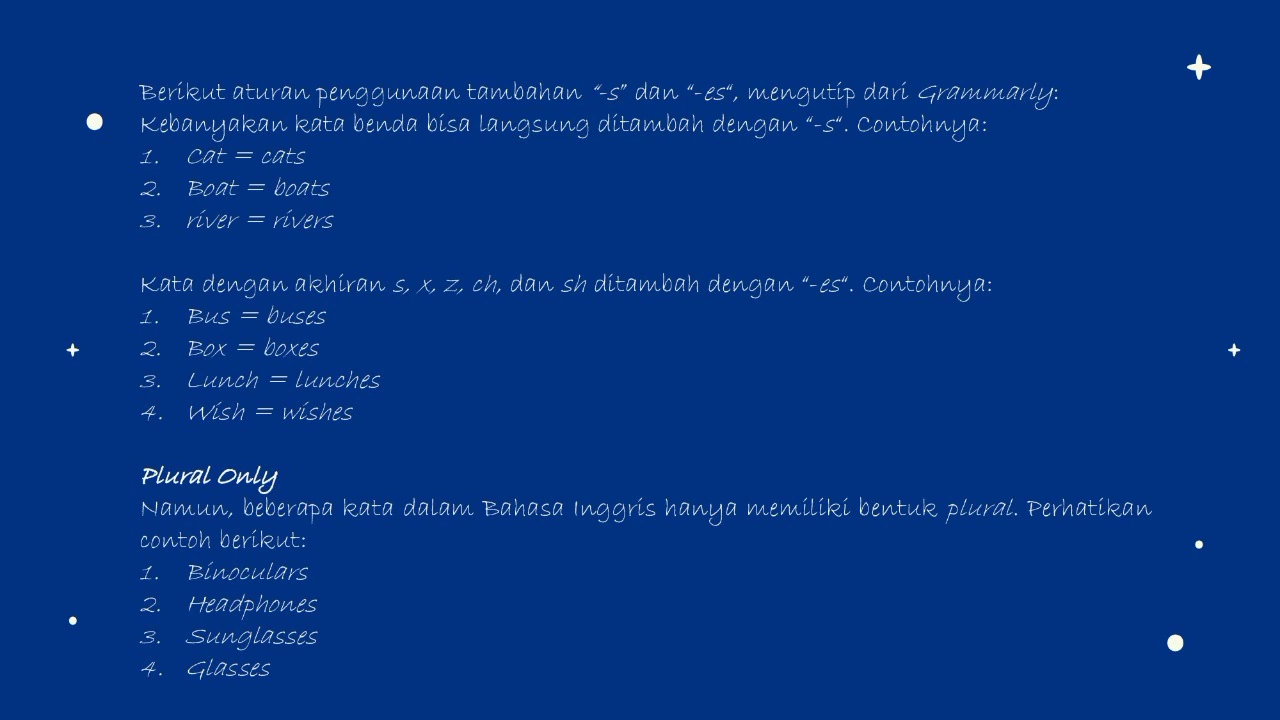 Berikut aturan penggunaan tambahan “-s” dan “-es“, mengutip dari Grammarly:
Kebanyakan kata benda bisa langsung ditambah dengan “-s“. Contohnya:
1. Cat = cats
2. Boat = boats
3. river = rivers
Kata dengan akhiran s, x, z, ch, dan sh ditambah dengan “-es“. Contohnya:
1. Bus = buses
2. Box = boxes
3. Lunch = lunches
4. Wish = wishes
Plural Only
Namun, beberapa kata dalam Bahasa Inggris hanya memiliki bentuk plural. Perhatikan
contoh berikut:
1. Binoculars
2. Headphones
3. Sunglasses
4. Glasses